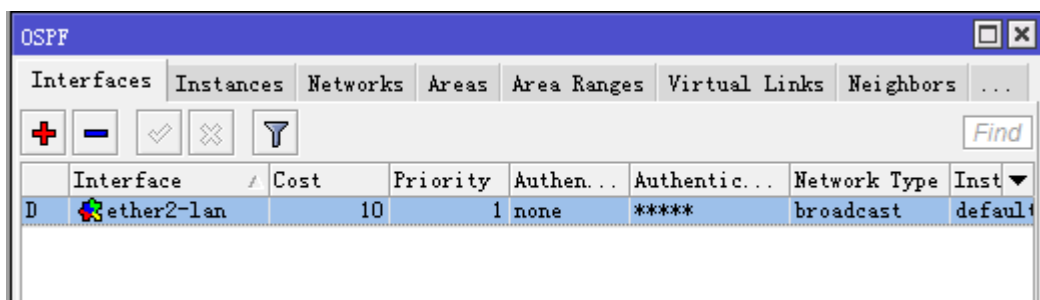 OSPF
Interfaces Instances Networks Areas Area Ranges Virtual Links Neighbors ...
Find
Interface Cost Priority Authen... Authentic... Network Type Inst
D ether2-lan 10 1 none ***** broadcast default